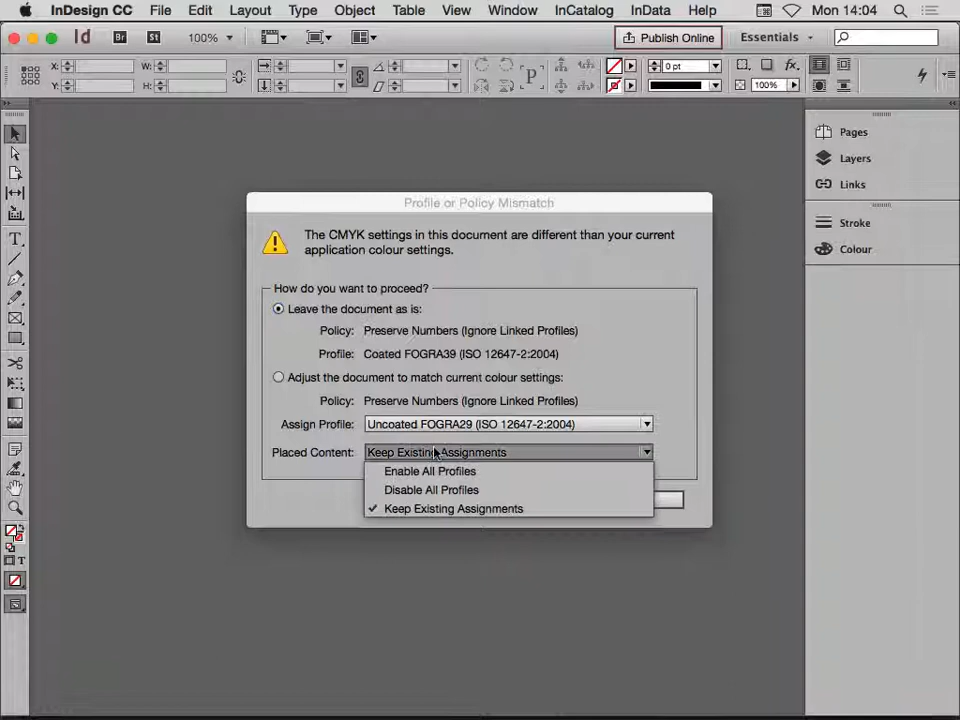 InDesign CC File Edit Layout Type Object Table View Window InCatalog InData Help Mon 14:04
Id Br St 100% Publish Online Essentials
X: W: 0 pt fx.
Y: H: P 100%
Pages
Layers
Links
Stroke
Colour
T
T
Profile or Policy Mismatch
The CMYK settings in this document are different than your current
application colour settings.
How do you want to proceed?
Leave the document as is:
Policy: Preserve Numbers (Ignore Linked Profiles)
Profile: Coated FOGRA39 (ISO 12647-2:2004)
Adjust the document to match current colour settings:
Policy: Preserve Numbers (Ignore Linked Profiles)
Assign Profile: Uncoated FOGRA29 (ISO 12647-2:2004)
Placed Content: Keep Existing Assignments
Enable All Profiles
Disable All Profiles
Keep Existing Assignments